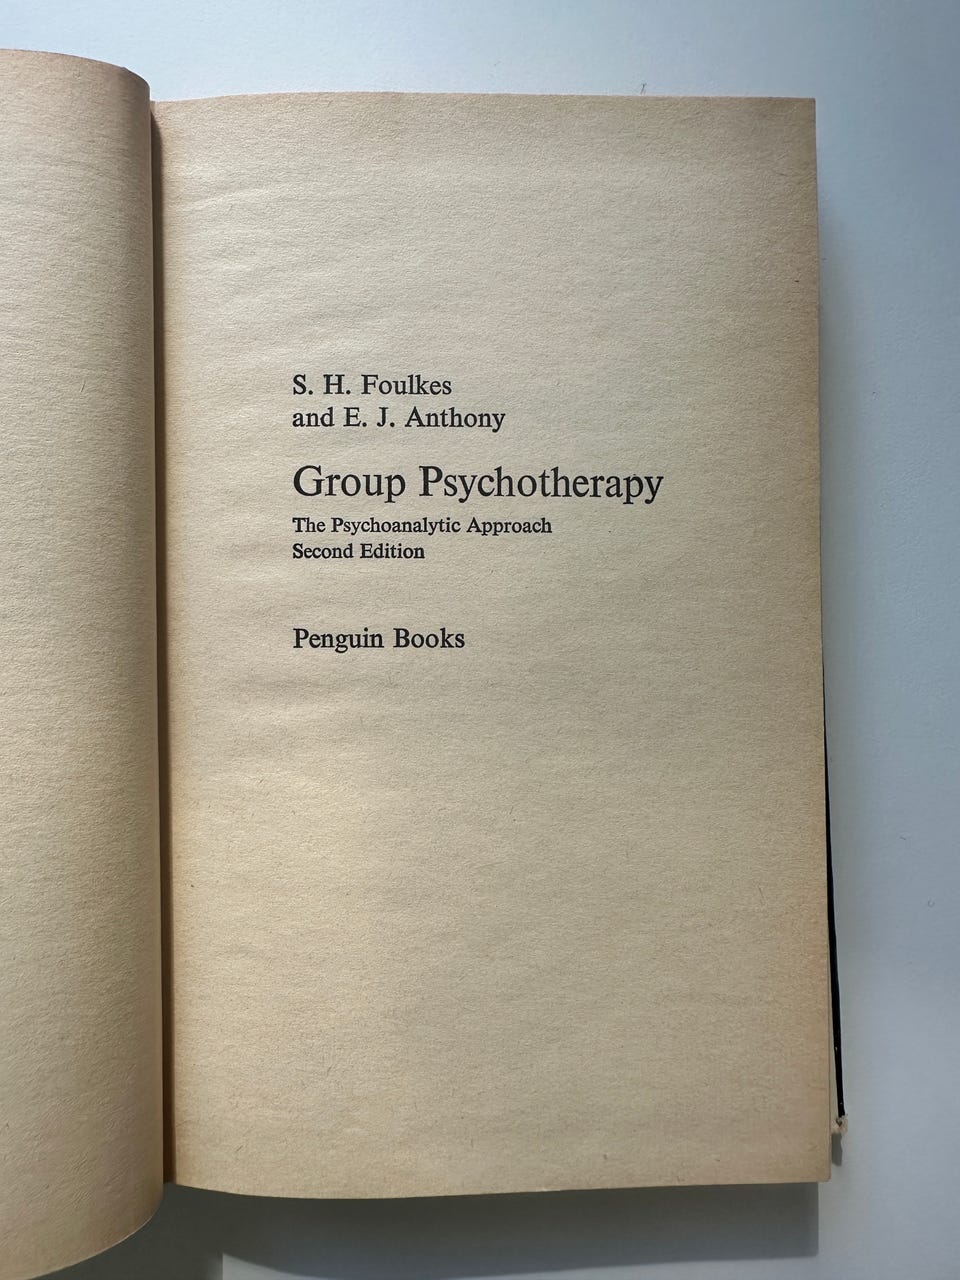 S. H. Foulkes
and E. J. Anthony
Group Psychotherapy
The Psychoanalytic Approach
Second Edition
Penguin Books